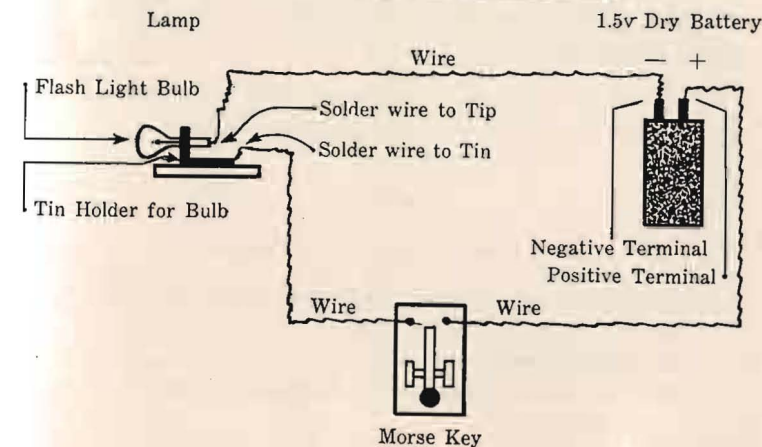 Lamp
1.5v Dry Battery
Wire
— +
Flash Light Bulb
Solder wire to Tip
Solder wire to Tin
Tin Holder for Bulb
Negative Terminal
Positive Terminal
Wire
Wire
Morse Key